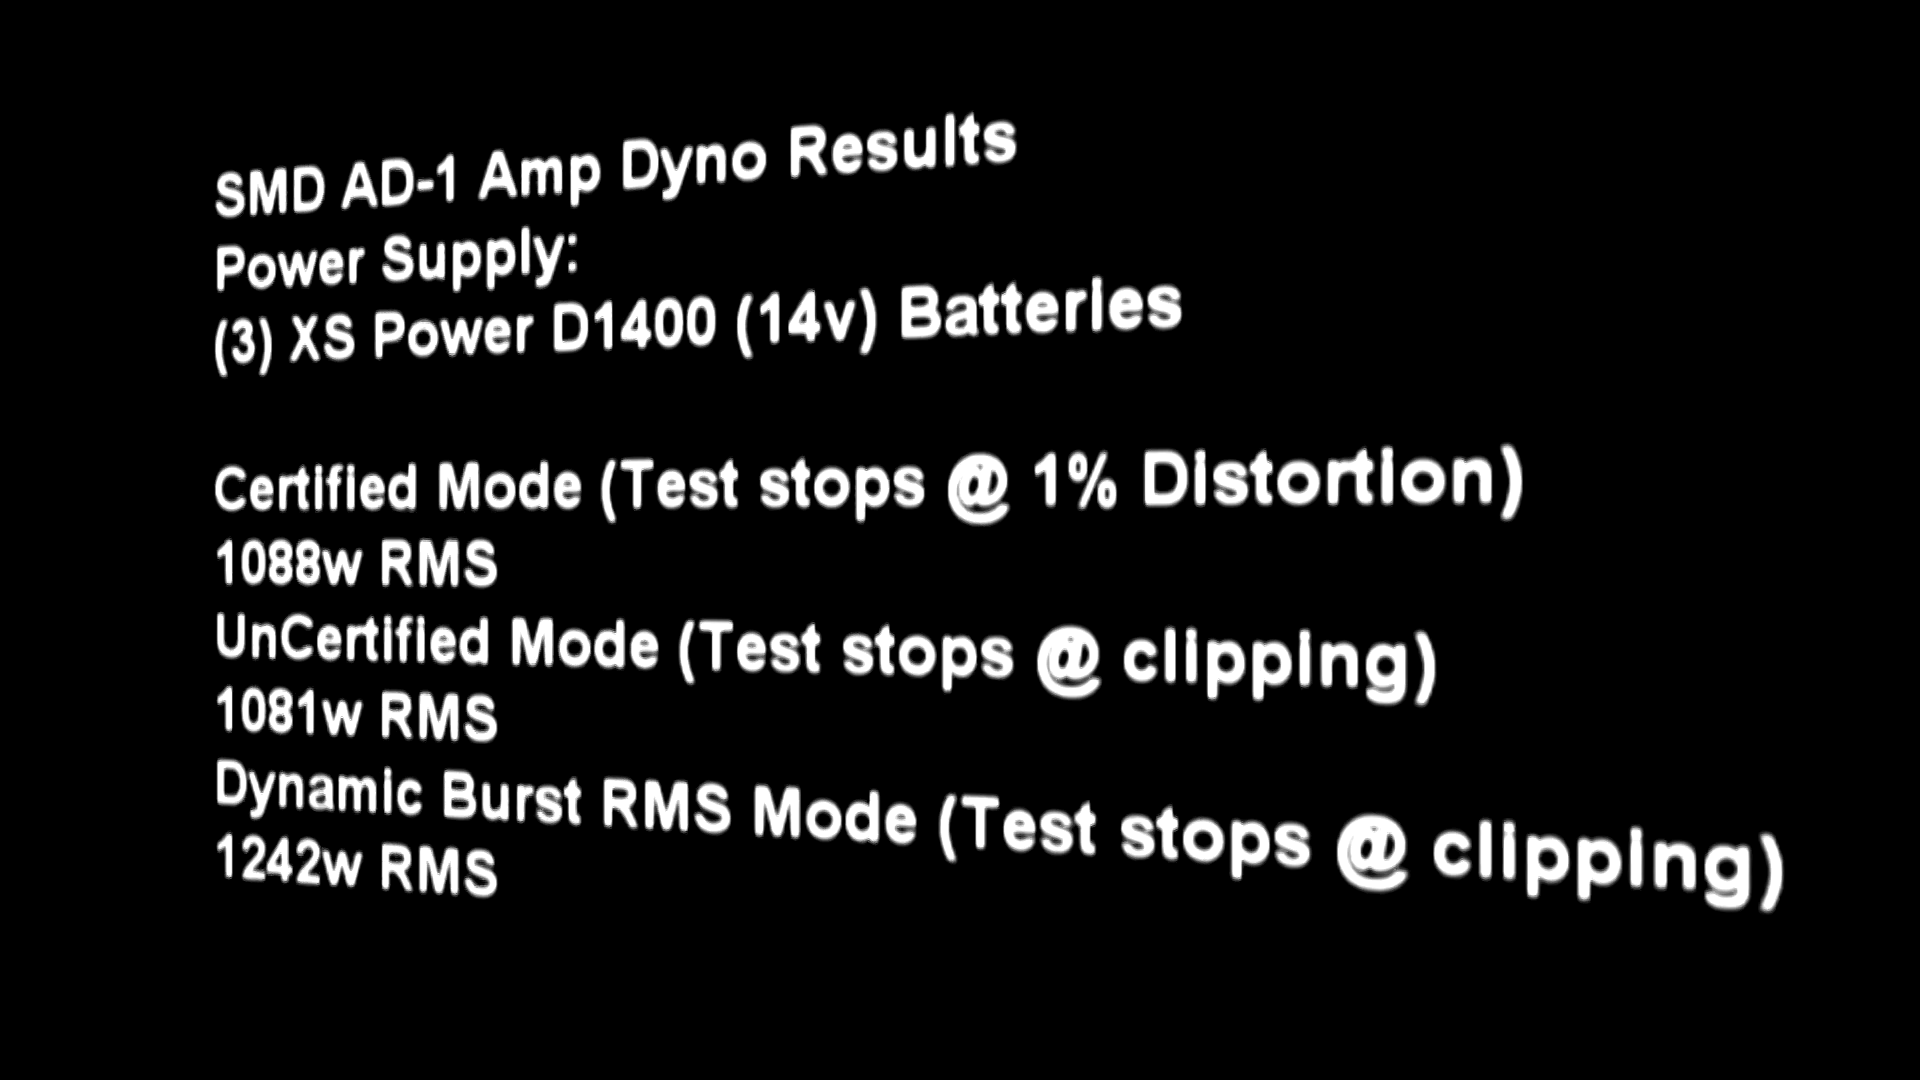 SMD AD-1 Amp Dyno Results
Power Supply:
(3) XS Power D1400 (14v) Batteries
Certified Mode (Test stops @ 1% Distortion)
1088w RMS
UnCertified Mode (Test stops @ clipping)
1081w RMS
Dynamic Burst RMS Mode (Test stops @ clipping)
1242w RMS